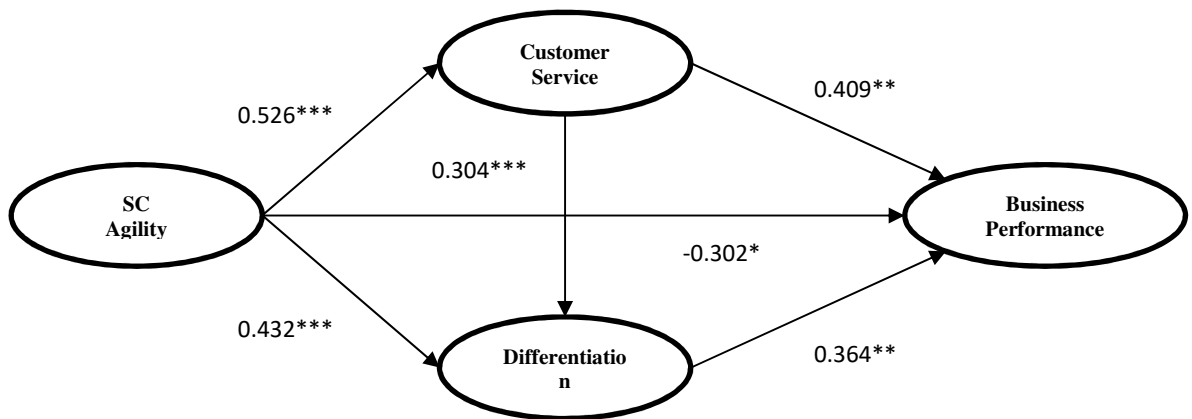 Customer
Service
0.409**
0.526***
0.304***
SC
Agility
Business
Performance
-0.302*
0.432***
Differentiatio
n
0.364**